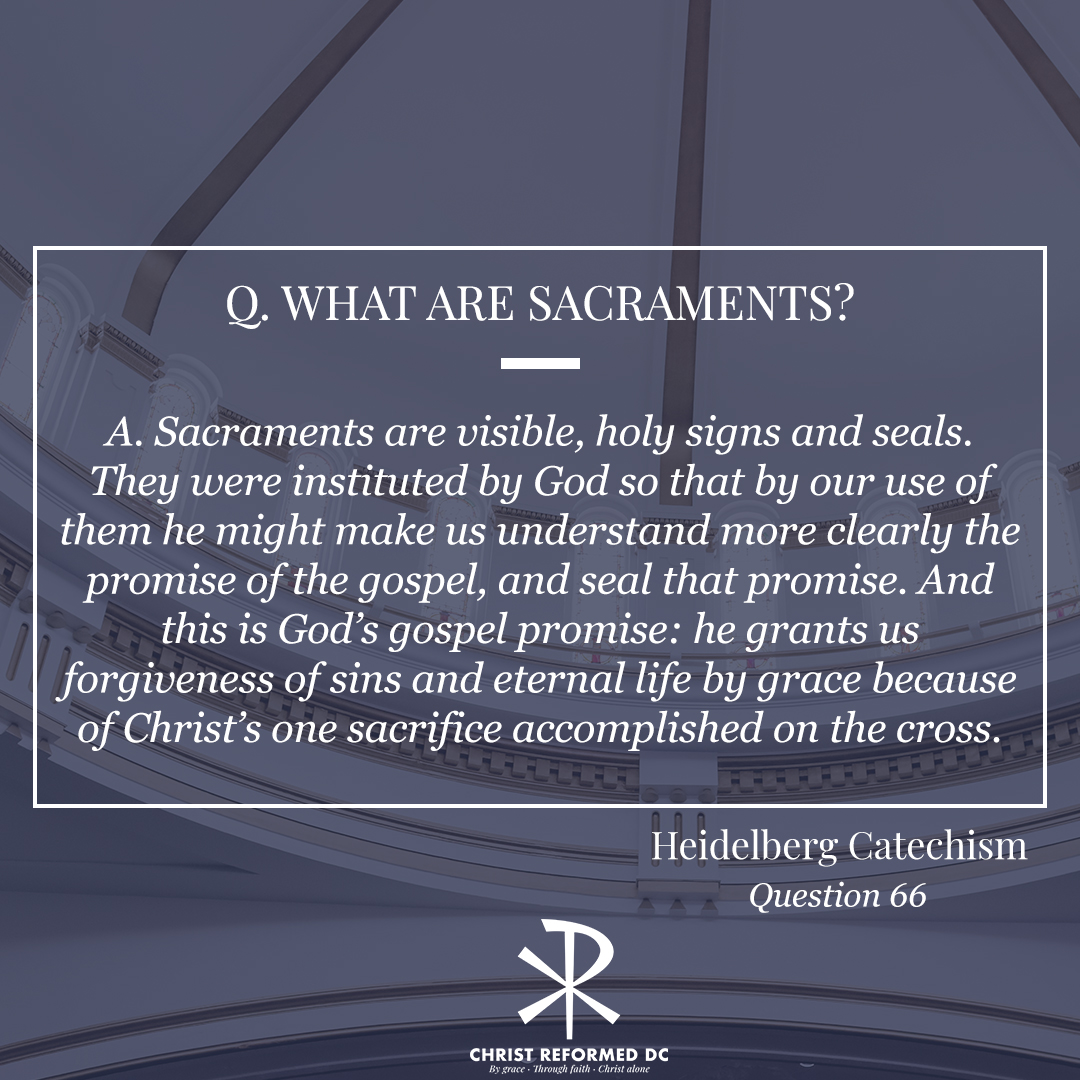 Q. WHAT ARE SACRAMENTS?
A. Sacraments are visible, holy signs and seals.
They were instituted by God so that by our use of
them he might make us understand more clearly the
promise of the gospel, and seal that promise. And
this is God’s gospel promise: he grants us
forgiveness of sins and eternal life by grace because
of Christ’s one sacrifice accomplished on the cross.
Heidelberg Catechism
Question 66
CHRIST REFORMED DC
By grace · Through faith · Christ alone